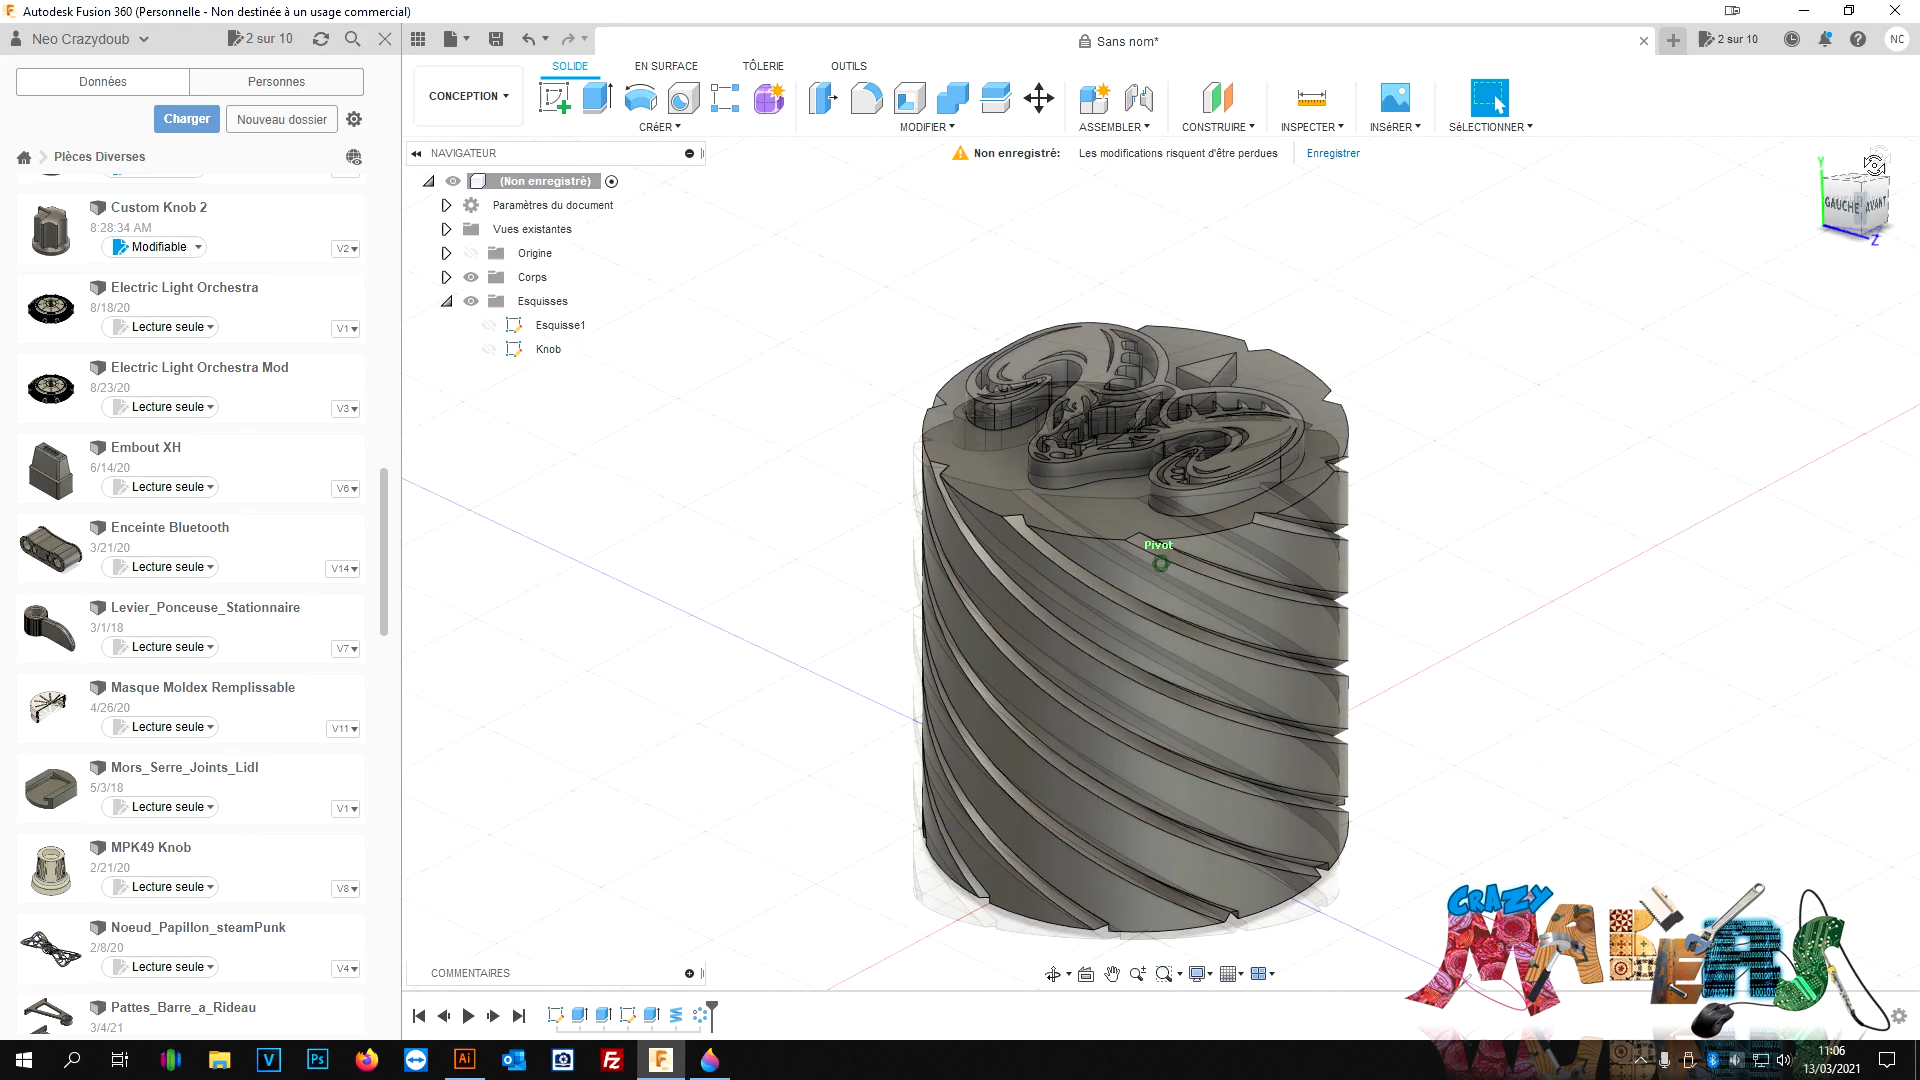 Autodesk Fusion 360 (Personnelle - Non destinée à un usage commercial)
Neo Crazydoub
2 sur 10
Sans nom*
2 sur 10
NC
Données
Personnes
SOLIDE
EN SURFACE
TÔLERIE
OUTILS
CONCEPTION
Charger
Nouveau dossier
CRéER
MODIFIER
ASSEMBLER
CONSTRUIRE
INSPECTER
INSéRER
SéLECTIONNER
Plèces Diverses
NAVIGATEUR
Non enregistré:
Les modifications risquent d'être perdues
Enregistrer
(Non enregistré)
Paramètres du document
Vues existantes
Origine
Corps
Esquisses
Esquisse1
Knob
Y
GAUCHE
AVANT
Z
Custom Knob 2
8:28:34 AM
Modifiable
V2
Electric Light Orchestra
8/18/20
Lecture seule
V1
Electric Light Orchestra Mod
8/23/20
Lecture seule
V3
Embout XH
6/14/20
Lecture seule
V6
Enceinte Bluetooth
3/21/20
Lecture seule
V14
Levier_Ponceuse_Stationnaire
3/1/18
Lecture seule
V7
Masque Moldex Remplissable
4/26/20
Lecture seule
V11
Mors_Serre_Joints_Lidl
5/3/18
Lecture seule
V1
MPK49 Knob
2/21/20
Lecture seule
V8
Noeud_Papillon_steamPunk
2/8/20
Lecture seule
V4
Pattes_Barre_a_Rideau
3/4/21
Pivot
CRAZY
MAKERS
COMMENTAIRES
V
Ps
Ai
FZ
F
11:06
13/03/2021